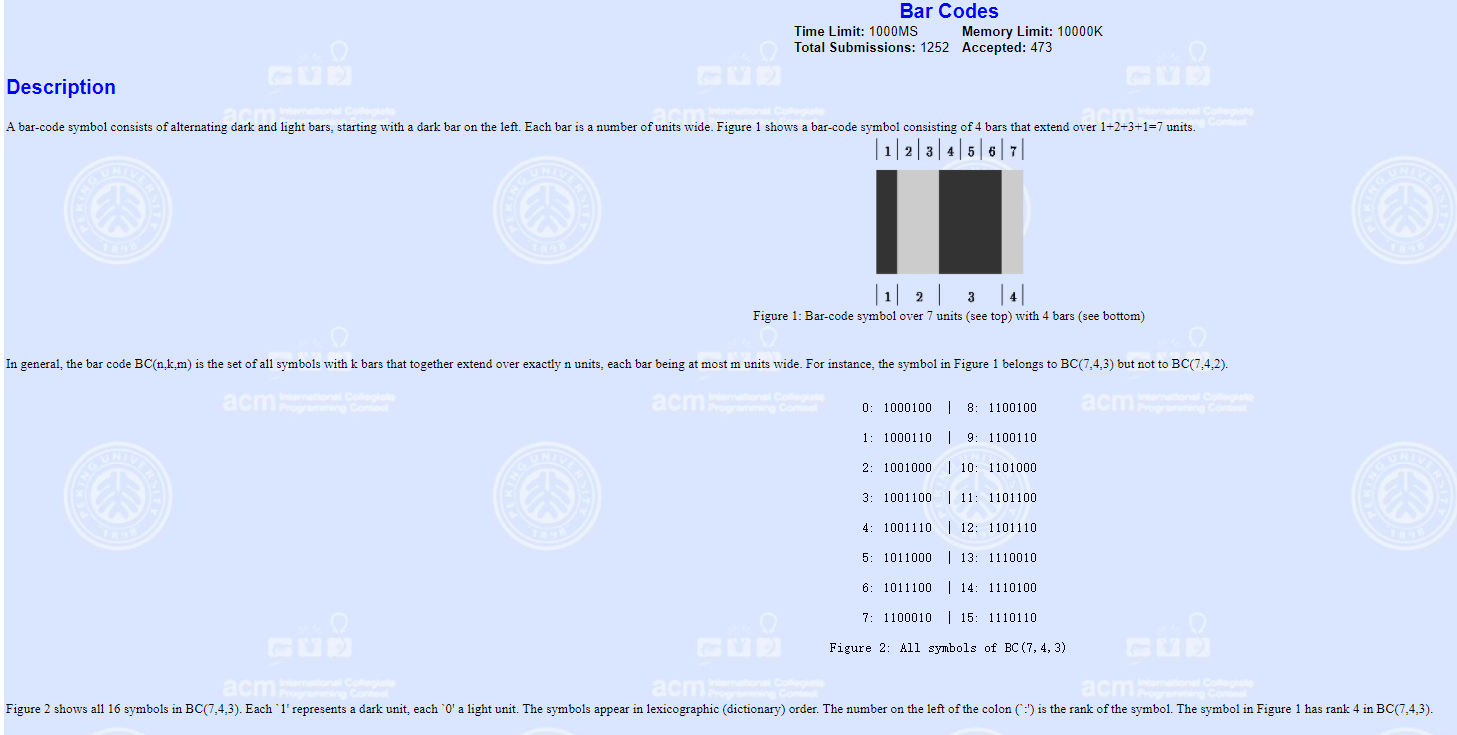 Bar Codes
Time Limit: 1000MS Memory Limit: 10000K
Total Submissions: 1252 Accepted: 473
Description
A bar-code symbol consists of alternating dark and light bars, starting with a dark bar on the left. Each bar is a number of units wide. Figure 1 shows a bar-code symbol consisting of 4 bars that extend over 1+2+3+1=7 units.
| 1 | 2 | 3 | 4 | 5 | 6 | 7 |
| 1 | 2 | 3 | 4 |
Figure 1: Bar-code symbol over 7 units (see top) with 4 bars (see bottom)
In general, the bar code BC(n,k,m) is the set of all symbols with k bars that together extend over exactly n units, each bar being at most m units wide. For instance, the symbol in Figure 1 belongs to BC(7,4,3) but not to BC(7,4,2).
0: 1000100 | 8: 1100100
1: 1000110 | 9: 1100110
2: 1001000 | 10: 1101000
3: 1001100 | 11: 1101100
4: 1001110 | 12: 1101110
5: 1011000 | 13: 1110010
6: 1011100 | 14: 1110100
7: 1100010 | 15: 1110110
Figure 2: All symbols of BC(7,4,3)
Figure 2 shows all 16 symbols in BC(7,4,3). Each `1' represents a dark unit, each `0' a light unit. The symbols appear in lexicographic (dictionary) order. The number on the left of the colon (`:') is the rank of the symbol. The symbol in Figure 1 has rank 4 in BC(7,4,3).